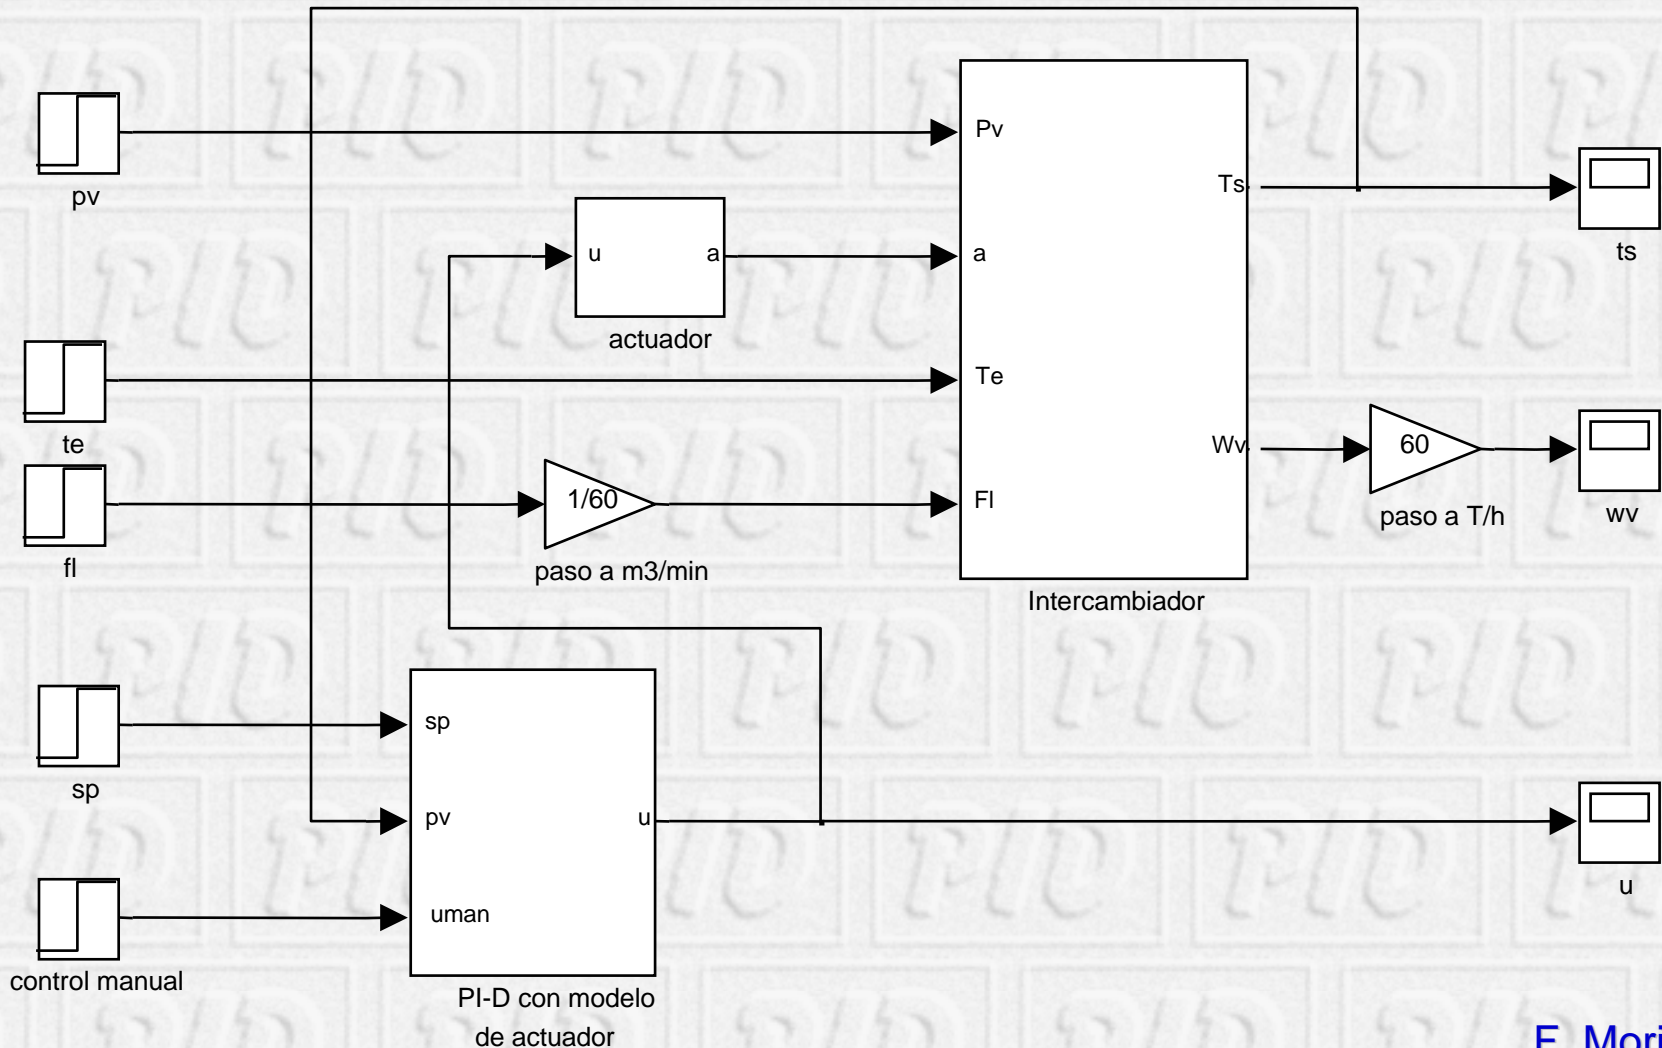 pv
Pv
Ts
ts
u
a
a
actuador
te
Te
Wv
60
wv
paso a T/h
fl
1/60
Fl
paso a m3/min
Intercambiador
sp
sp
pv
u
u
uman
control manual
PI-D con modelo
de actuador